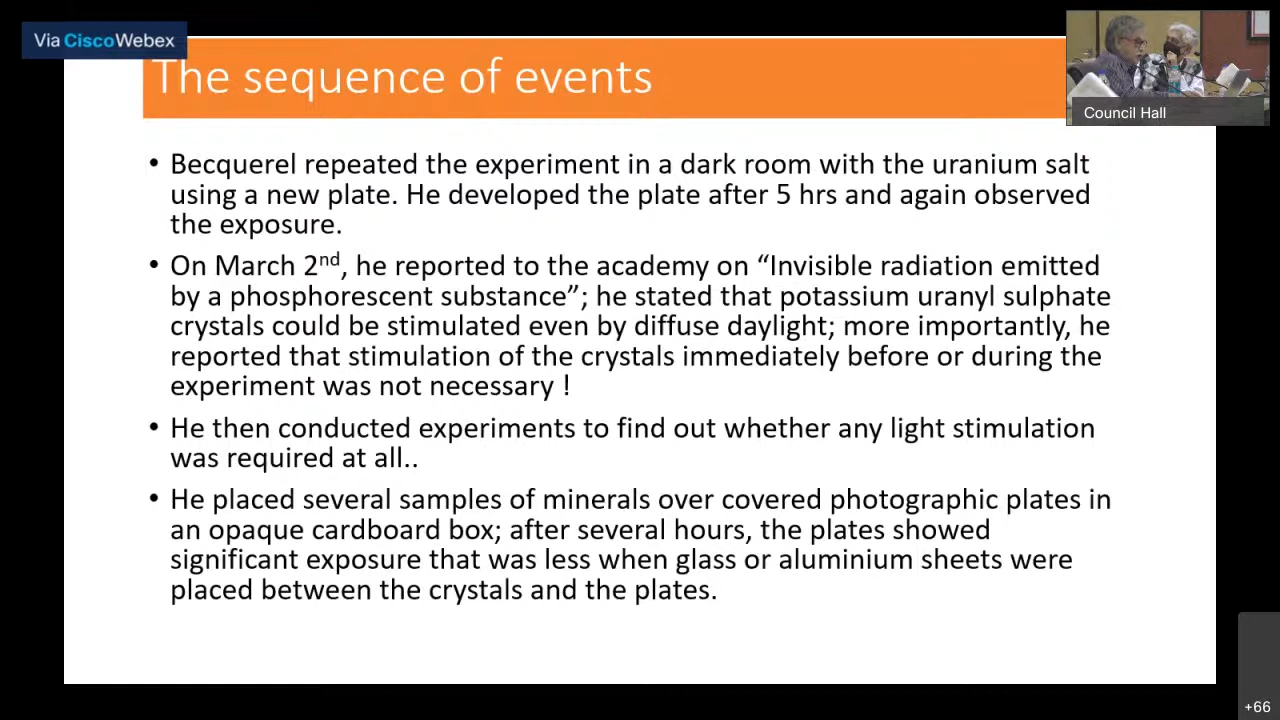 Via CiscoWebex
The sequence of events
Council Hall
• Becquerel repeated the experiment in a dark room with the uranium salt
using a new plate. He developed the plate after 5 hrs and again observed
the exposure.
• On March 2nd, he reported to the academy on “Invisible radiation emitted
by a phosphorescent substance”; he stated that potassium uranyl sulphate
crystals could be stimulated even by diffuse daylight; more importantly, he
reported that stimulation of the crystals immediately before or during the
experiment was not necessary !
• He then conducted experiments to find out whether any light stimulation
was required at all..
• He placed several samples of minerals over covered photographic plates in
an opaque cardboard box; after several hours, the plates showed
significant exposure that was less when glass or aluminium sheets were
placed between the crystals and the plates.
+66